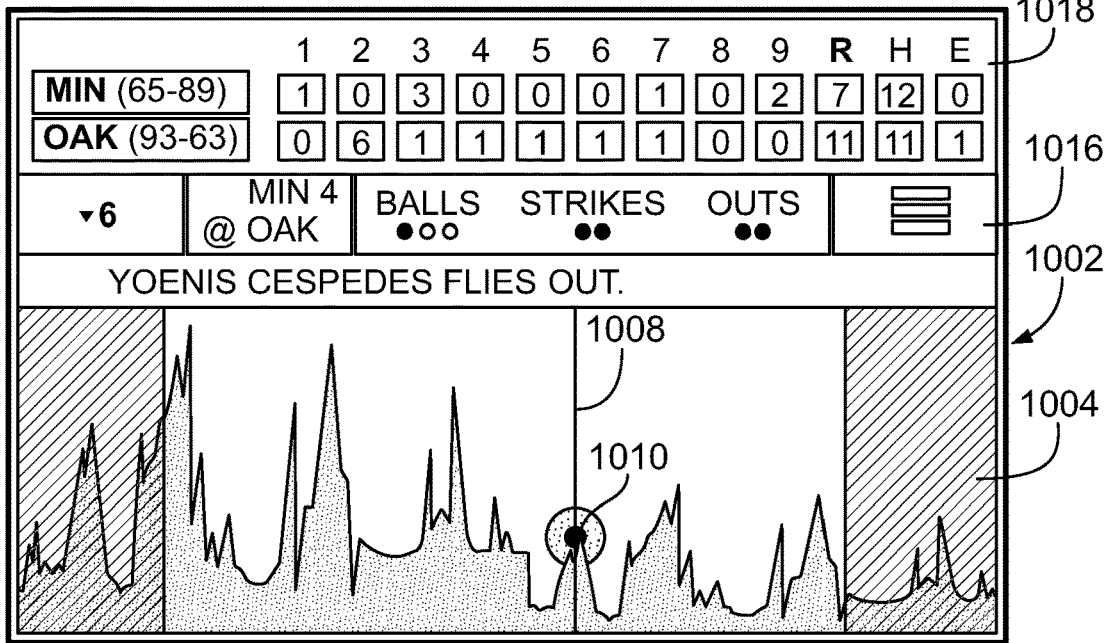 1018
1 2 3 4 5 6 7 8 9 R H E
MIN (65-89) 1 0 3 0 0 0 1 0 2 7 12 0
OAK (93-63) 0 6 1 1 1 1 1 0 0 11 11 1
1016
▾6
MIN 4
@ OAK
BALLS STRIKES OUTS
1002
YOENIS CESPEDES FLIES OUT.
1008
1004
1010